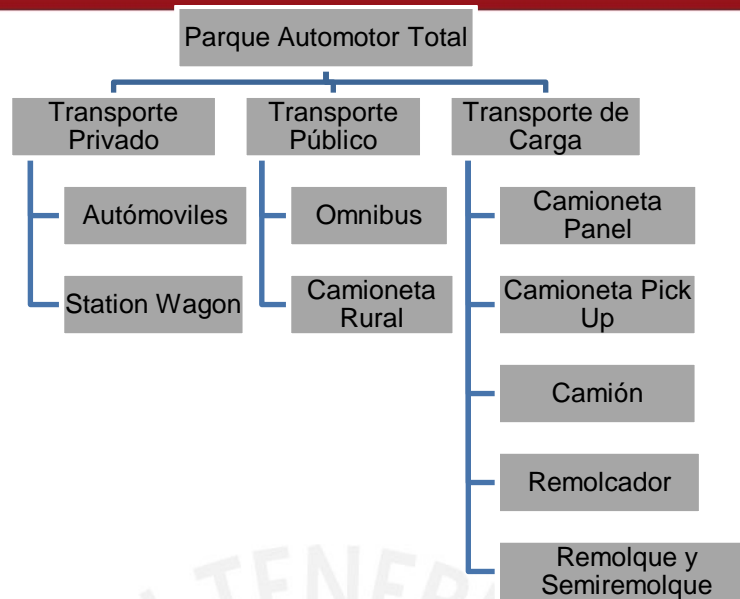 Parque Automotor Total
Transporte
Privado
Transporte
Público
Transporte de
Carga
Autómoviles
Station Wagon
Omnibus
Camioneta
Rural
Camioneta
Panel
Camioneta Pick
Up
Camión
Remolcador
Remolque y
Semiremolque